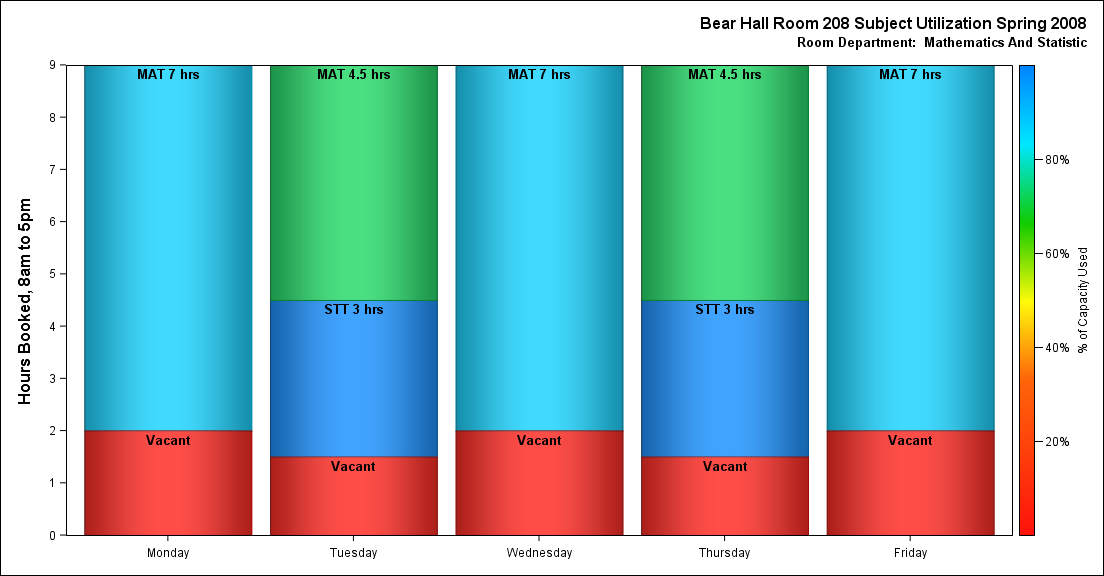 Bear Hall Room 208 Subject Utilization Spring 2008
Room Department:  Mathematics And Statistic
Hours Booked, 8am to 5pm
9
8
7
6
5
4
3
2
1
0
MAT 7 hrs
Vacant
MAT 4.5 hrs
STT 3 hrs
Vacant
MAT 7 hrs
Vacant
MAT 4.5 hrs
STT 3 hrs
Vacant
MAT 7 hrs
Vacant
Monday
Tuesday
Wednesday
Thursday
Friday
80%
60%
40%
20%
% of Capacity Used